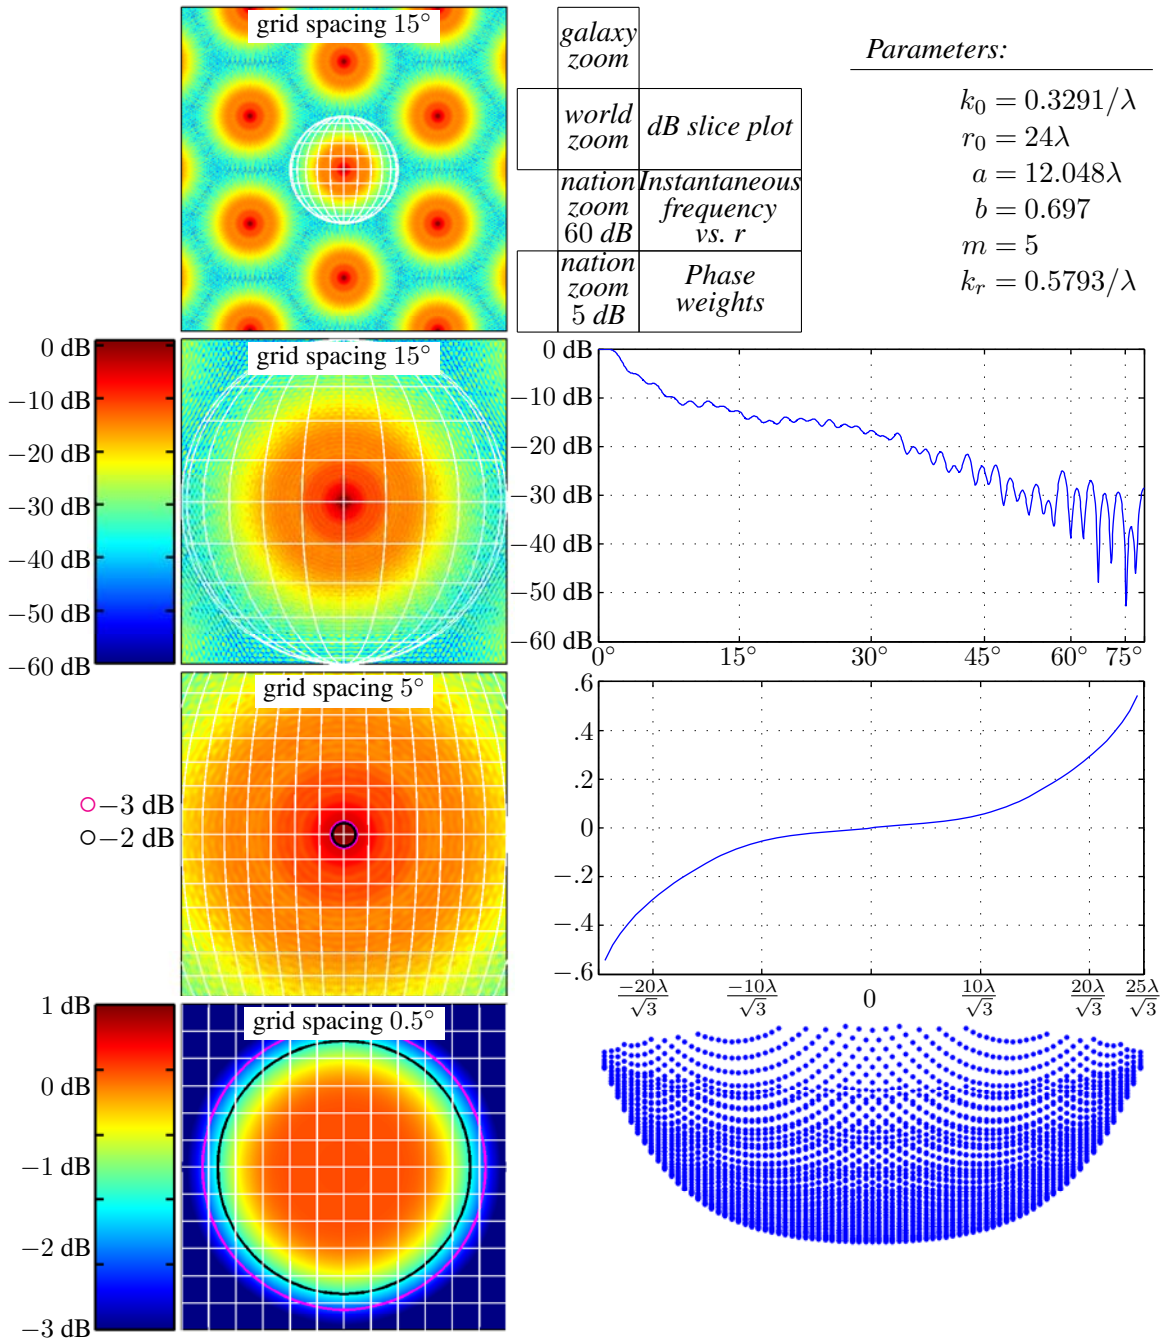 grid spacing 15°
galaxy
zoom
world
zoom
dB slice plot
nation
zoom
60 dB
Instantaneous
frequency
vs. r
nation
zoom
5 dB
Phase
weights
Parameters:
k₀ = 0.3291/λ
r₀ = 24λ
a = 12.048λ
b = 0.697
m = 5
kᵣ = 0.5793/λ
0 dB
−10 dB
−20 dB
−30 dB
−40 dB
−50 dB
−60 dB
grid spacing 15°
0 dB
−10 dB
−20 dB
−30 dB
−40 dB
−50 dB
−60 dB
0° 15° 30° 45° 60° 75°
−3 dB
−2 dB
grid spacing 5°
.6
.4
.2
0
−.2
−.4
−.6
−20λ/√3 −10λ/√3 0 10λ/√3 20λ/√3 25λ/√3
1 dB
0 dB
−1 dB
−2 dB
−3 dB
grid spacing 0.5°